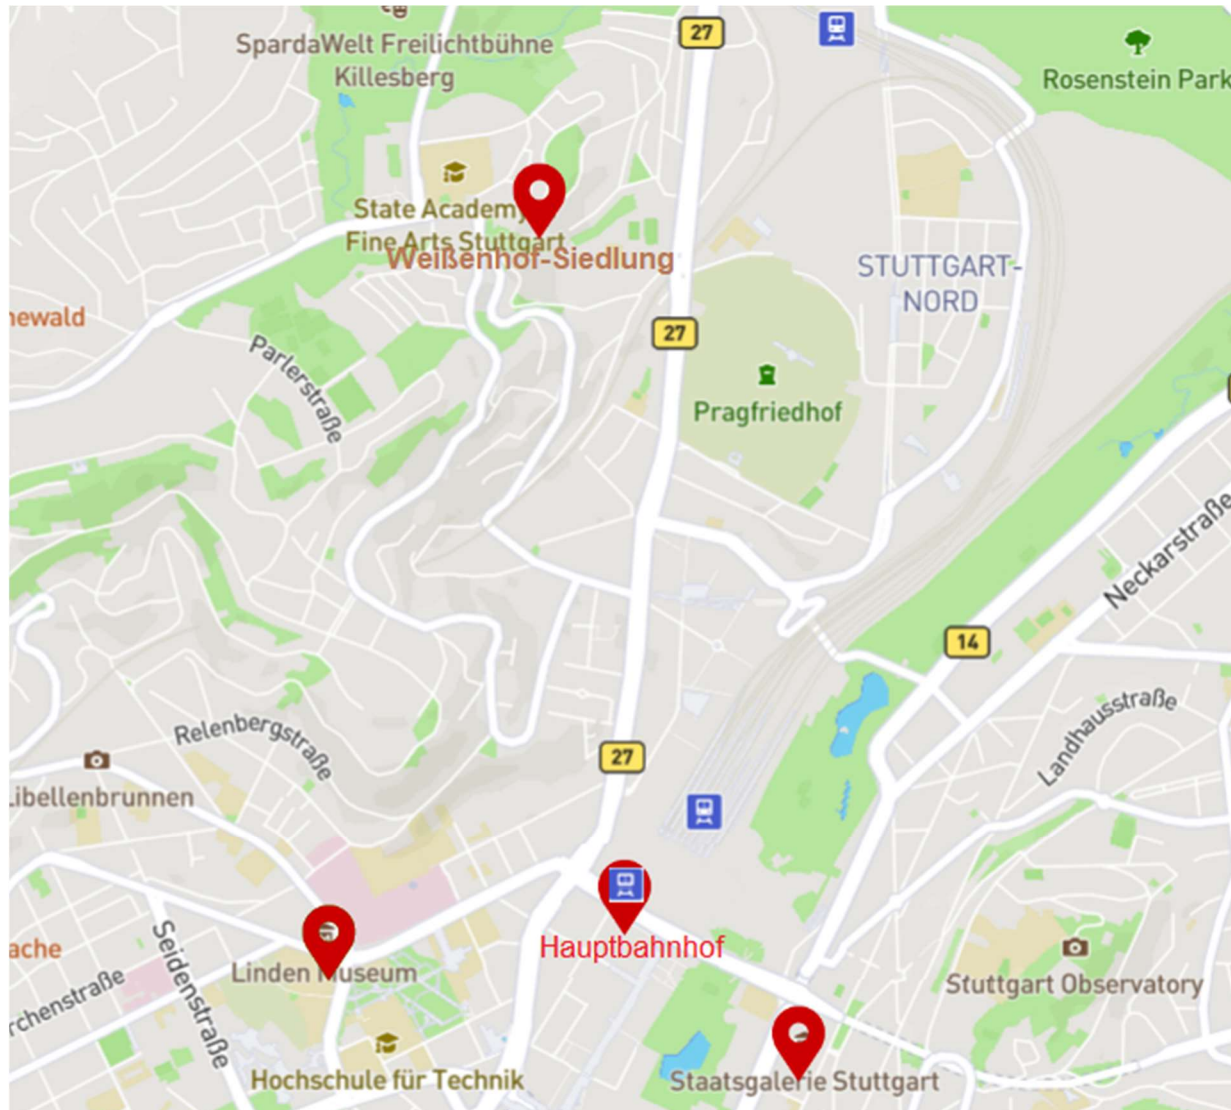 27
SpardaWelt Freilichtbühne
Killesberg
Rosenstein Park
State Academy
Fine Arts Stuttgart
Weißenhof-Siedlung
STUTTGART-
NORD
newald
27
Parlerstraße
Pragfriedhof
Neckarstraße
14
Landhausstraße
Relenbergstraße
27
Libellenbrunnen
Hauptbahnhof
ache
Seidenstraße
Linden Museum
rchenstraße
Stuttgart Observatory
Hochschule für Technik
Staatsgalerie Stuttgart